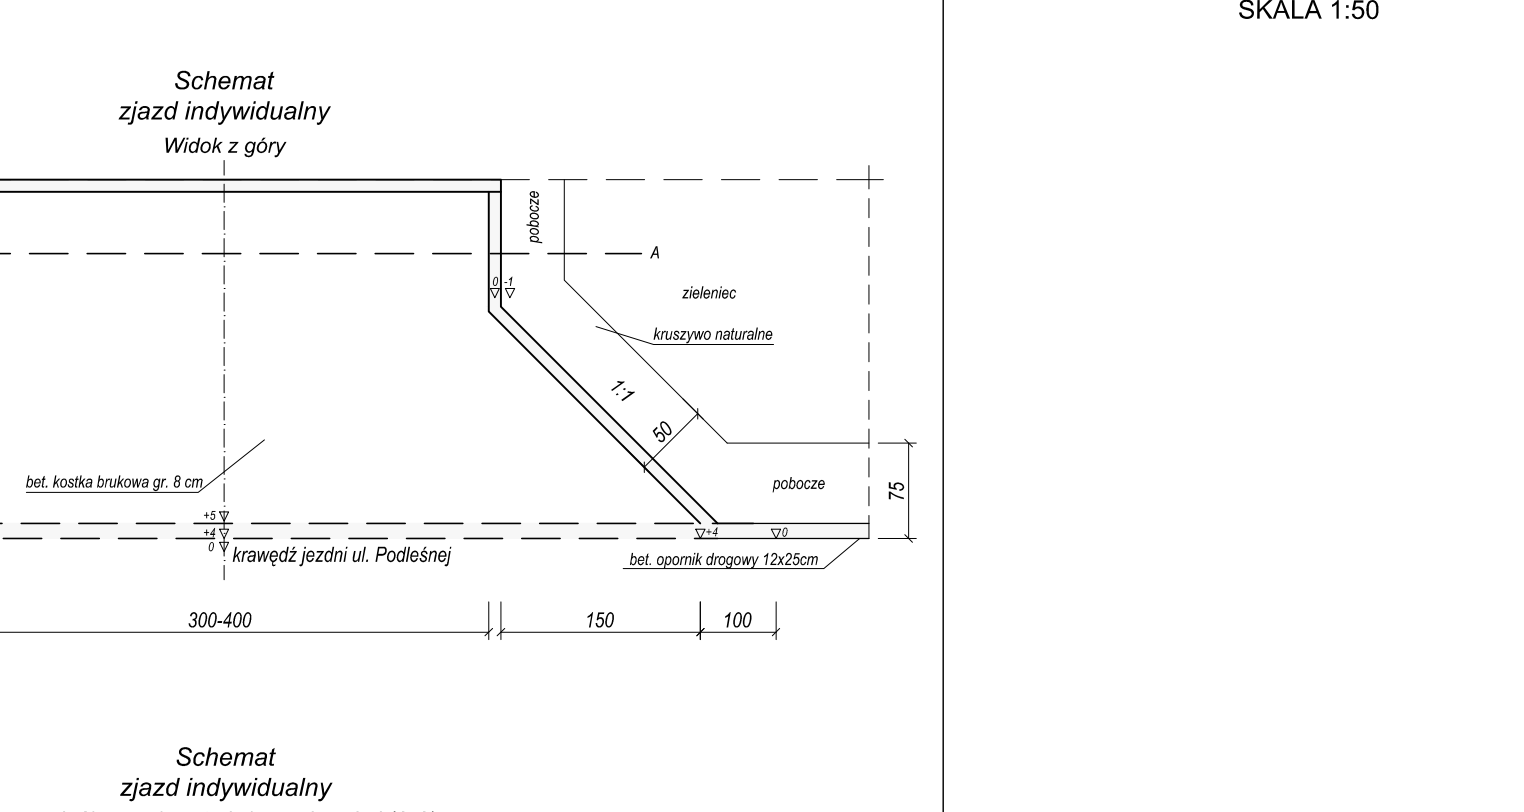 SKALA 1:50
Schemat
zjazd indywidualny
Widok z góry
pobocze
A
0 -1
zieleniec
kruszywo naturalne
1:1
50
bet. kostka brukowa gr. 8 cm
pobocze
75
+5
+4
0
+4
0
krawędź jezdni ul. Podleśnej
bet. opornik drogowy 12x25cm
300-400
150
100
Schemat
zjazd indywidualny